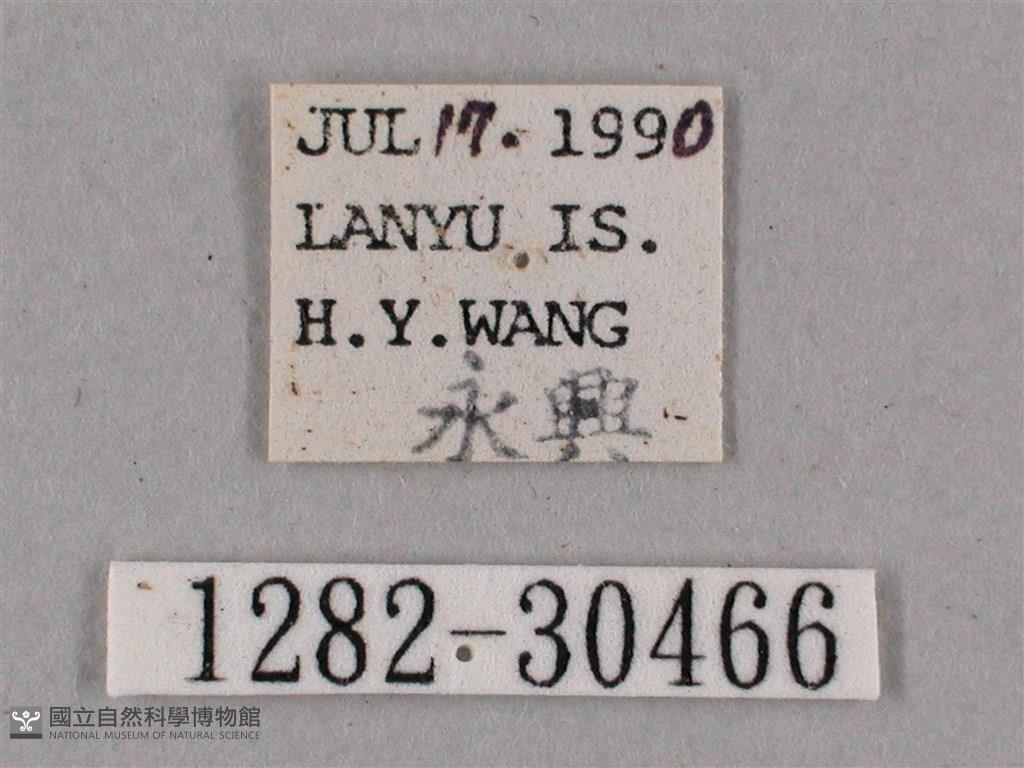 JUL 17. 1990
LANYU IS.
H.Y.WANG
永興
1282-30466
國立自然科學博物館
NATIONAL MUSEUM OF NATURAL SCIENCE